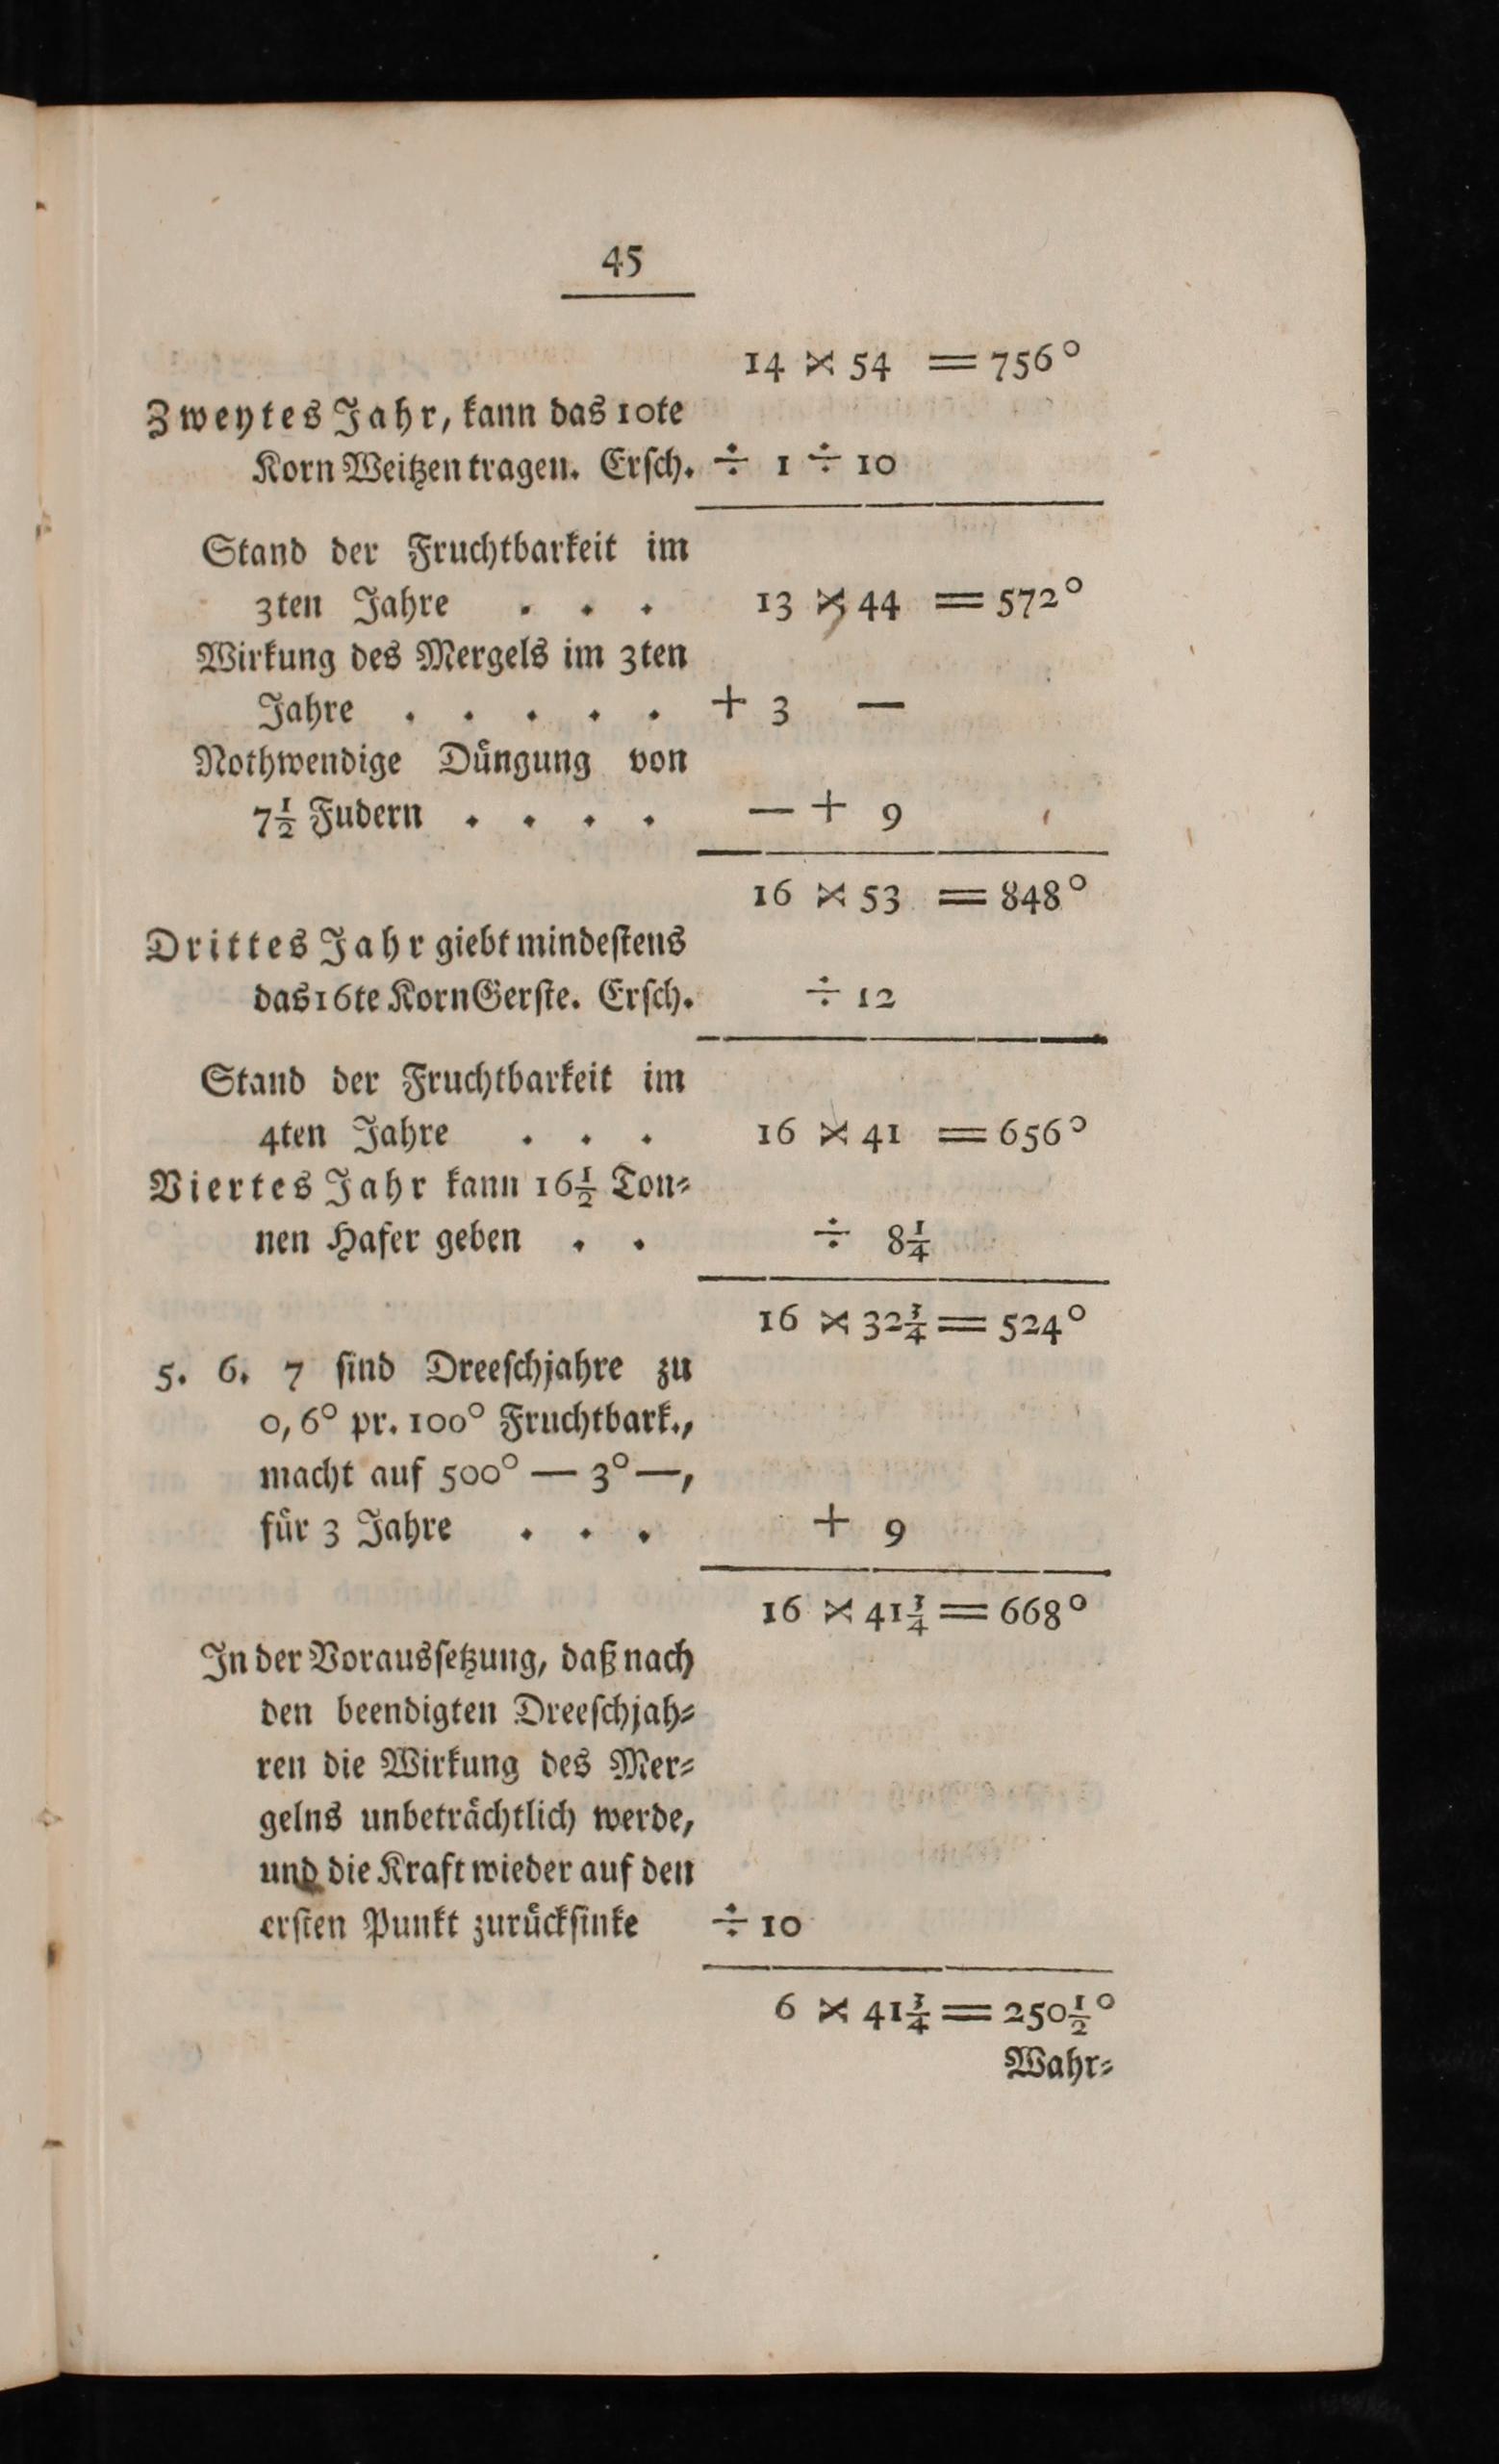 45
14 × 54 = 756°
Zweytes Jahr, kann das 10te
Korn Weitzen tragen. Ersch. ÷ 1 ÷ 10
Stand der Fruchtbarkeit im
3ten Jahre . . . 13 × 44 = 572°
Wirkung des Mergels im 3ten
Jahre . . . . . + 3 —
Nothwendige Düngung von
7½ Fudern . . . . — + 9
16 × 53 = 848°
Drittes Jahr giebt mindestens
das 16te Korn Gerste. Ersch. ÷ 12
Stand der Fruchtbarkeit im
4ten Jahre . . . 16 × 41 = 656°
Viertes Jahr kann 16½ Ton-
nen Hafer geben . . ÷ 8¼
16 × 32¾ = 524°
5. 6. 7 sind Dreeschjahre zu
0,6° pr. 100° Fruchtbark.,
macht auf 500° — 3° —,
für 3 Jahre . . . + 9
16 × 41¾ = 668°
In der Voraussetzung, daß nach
den beendigten Dreeschjah-
ren die Wirkung des Mer-
gelns unbeträchtlich werde,
und die Kraft wieder auf den
ersten Punkt zurücksinke ÷ 10
6 × 41¾ = 250½°
Wahr-